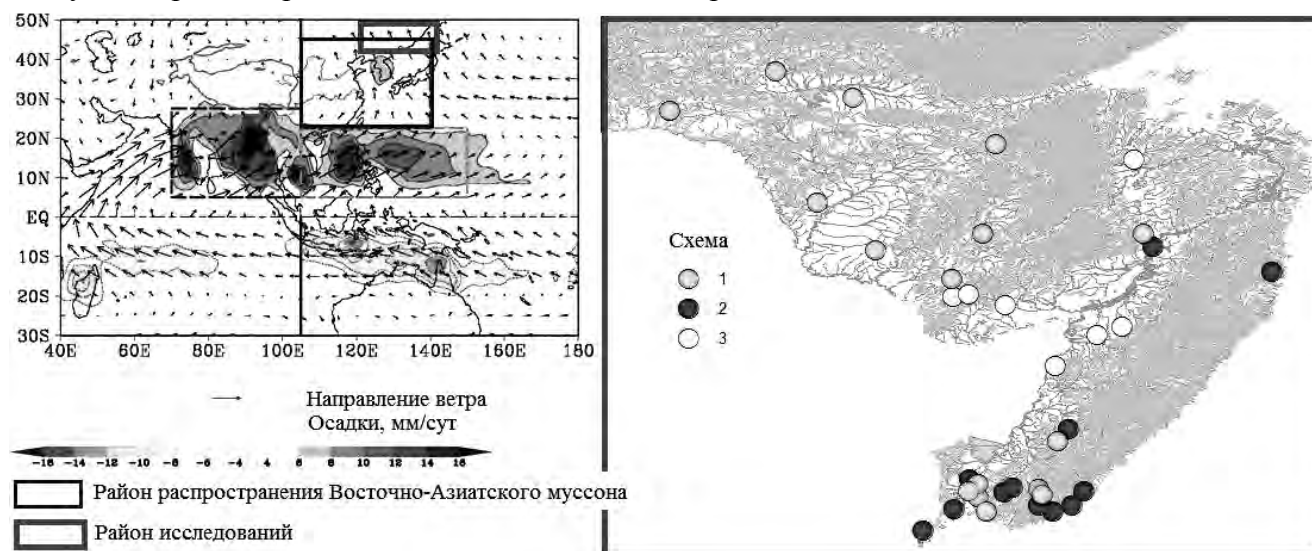 50N
40N
30N
20N
10N
EQ
10S
20S
30S
40E 60E 80E 100E 120E 140E 160E 180
Направление ветра
Осадки, мм/сут
-16 -14 -12 -10 -8 -6 -4 6 8 10 12 14 16
Район распространения Восточно-Азиатского муссона
Район исследований
Схема
1
2
3